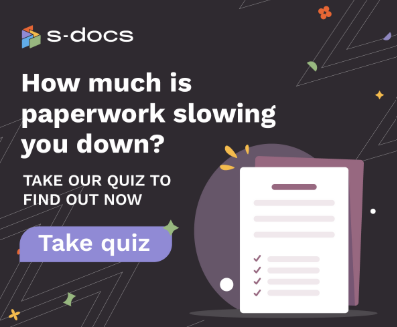 s-docs
How much is
paperwork slowing
you down?
TAKE OUR QUIZ TO
FIND OUT NOW
Take quiz